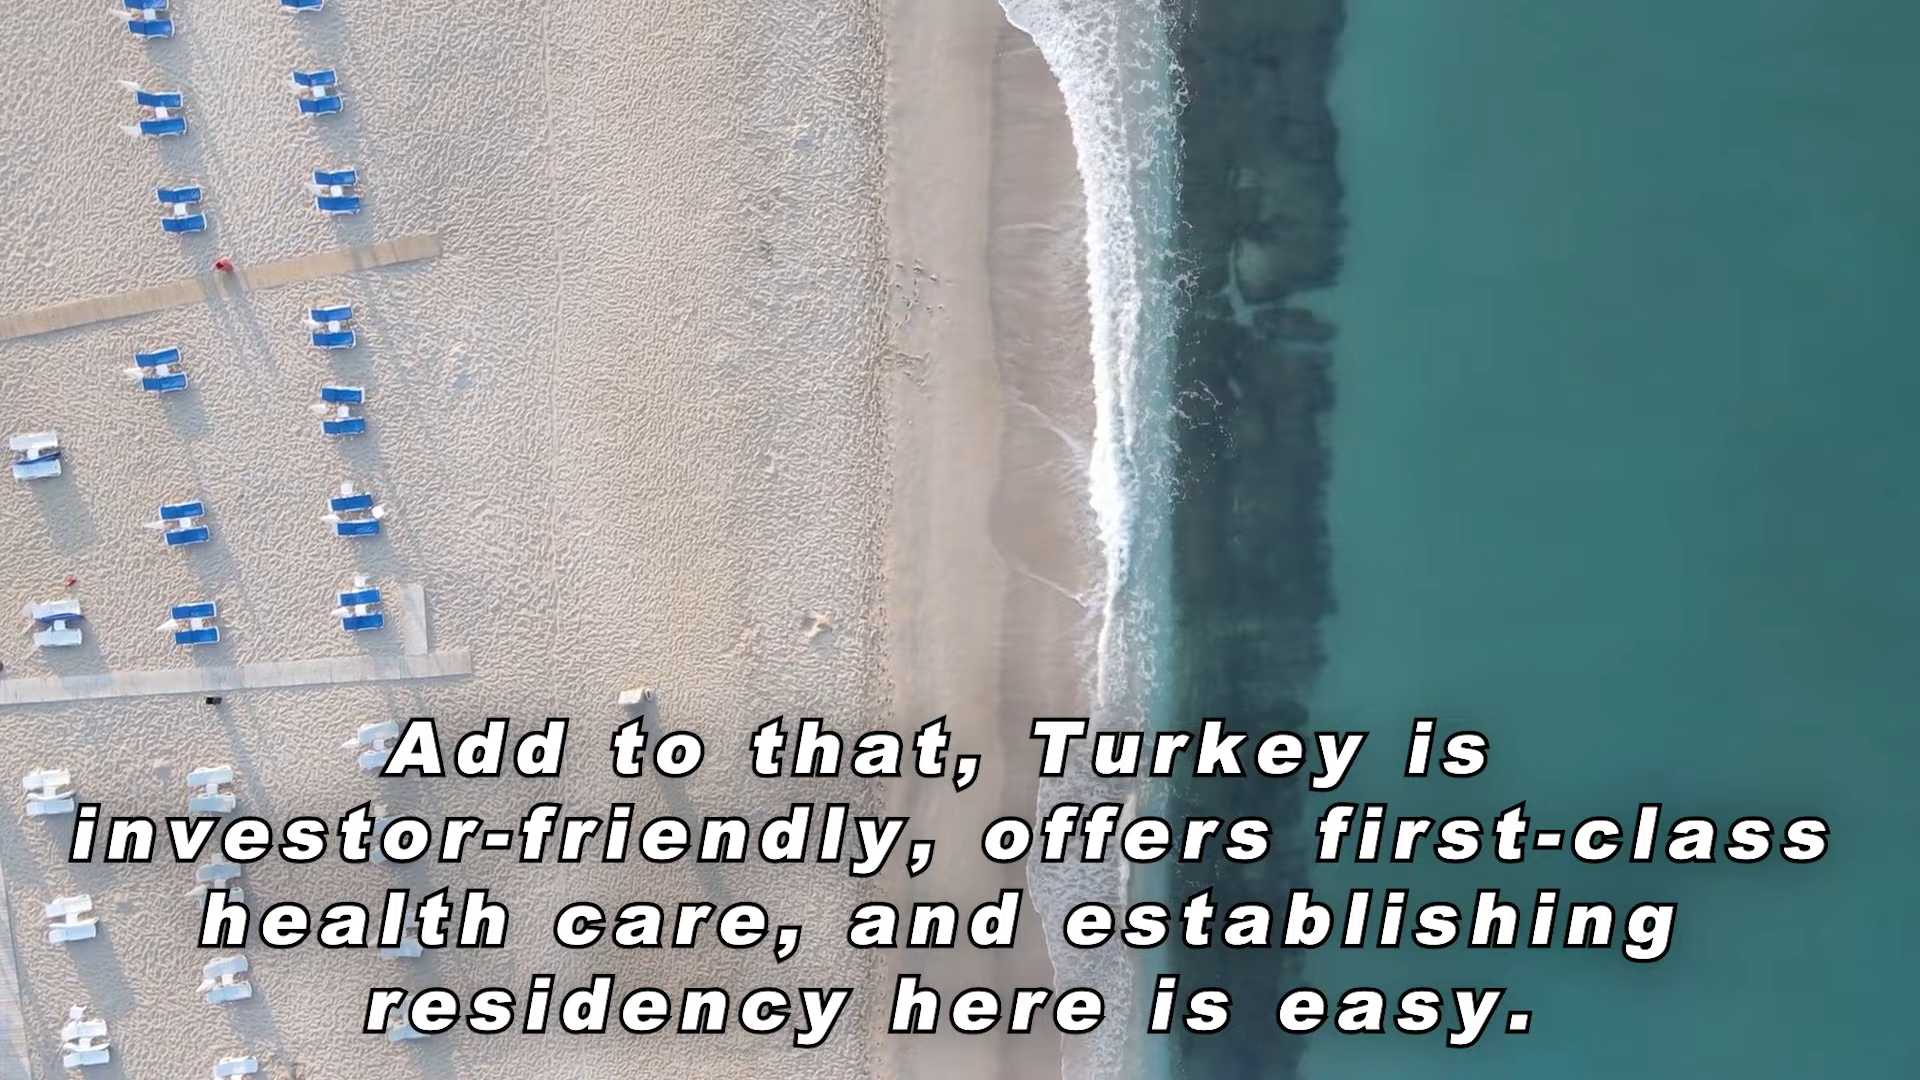 Add to that, Turkey is
investor-friendly, offers first-class
health care, and establishing
residency here is easy.